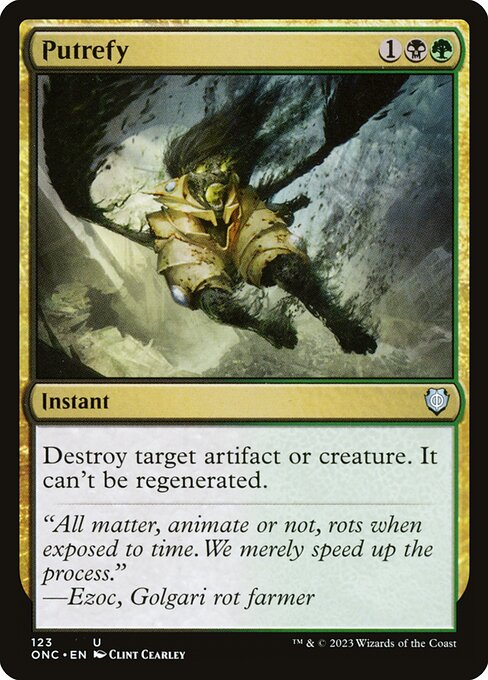 Putrefy 1
Instant
Destroy target artifact or creature. It
can’t be regenerated.
“All matter, animate or not, rots when
exposed to time. We merely speed up the
process.”
—Ezoc, Golgari rot farmer
123 U
ONC • EN Clint Cearley
™ & © 2023 Wizards of the Coast